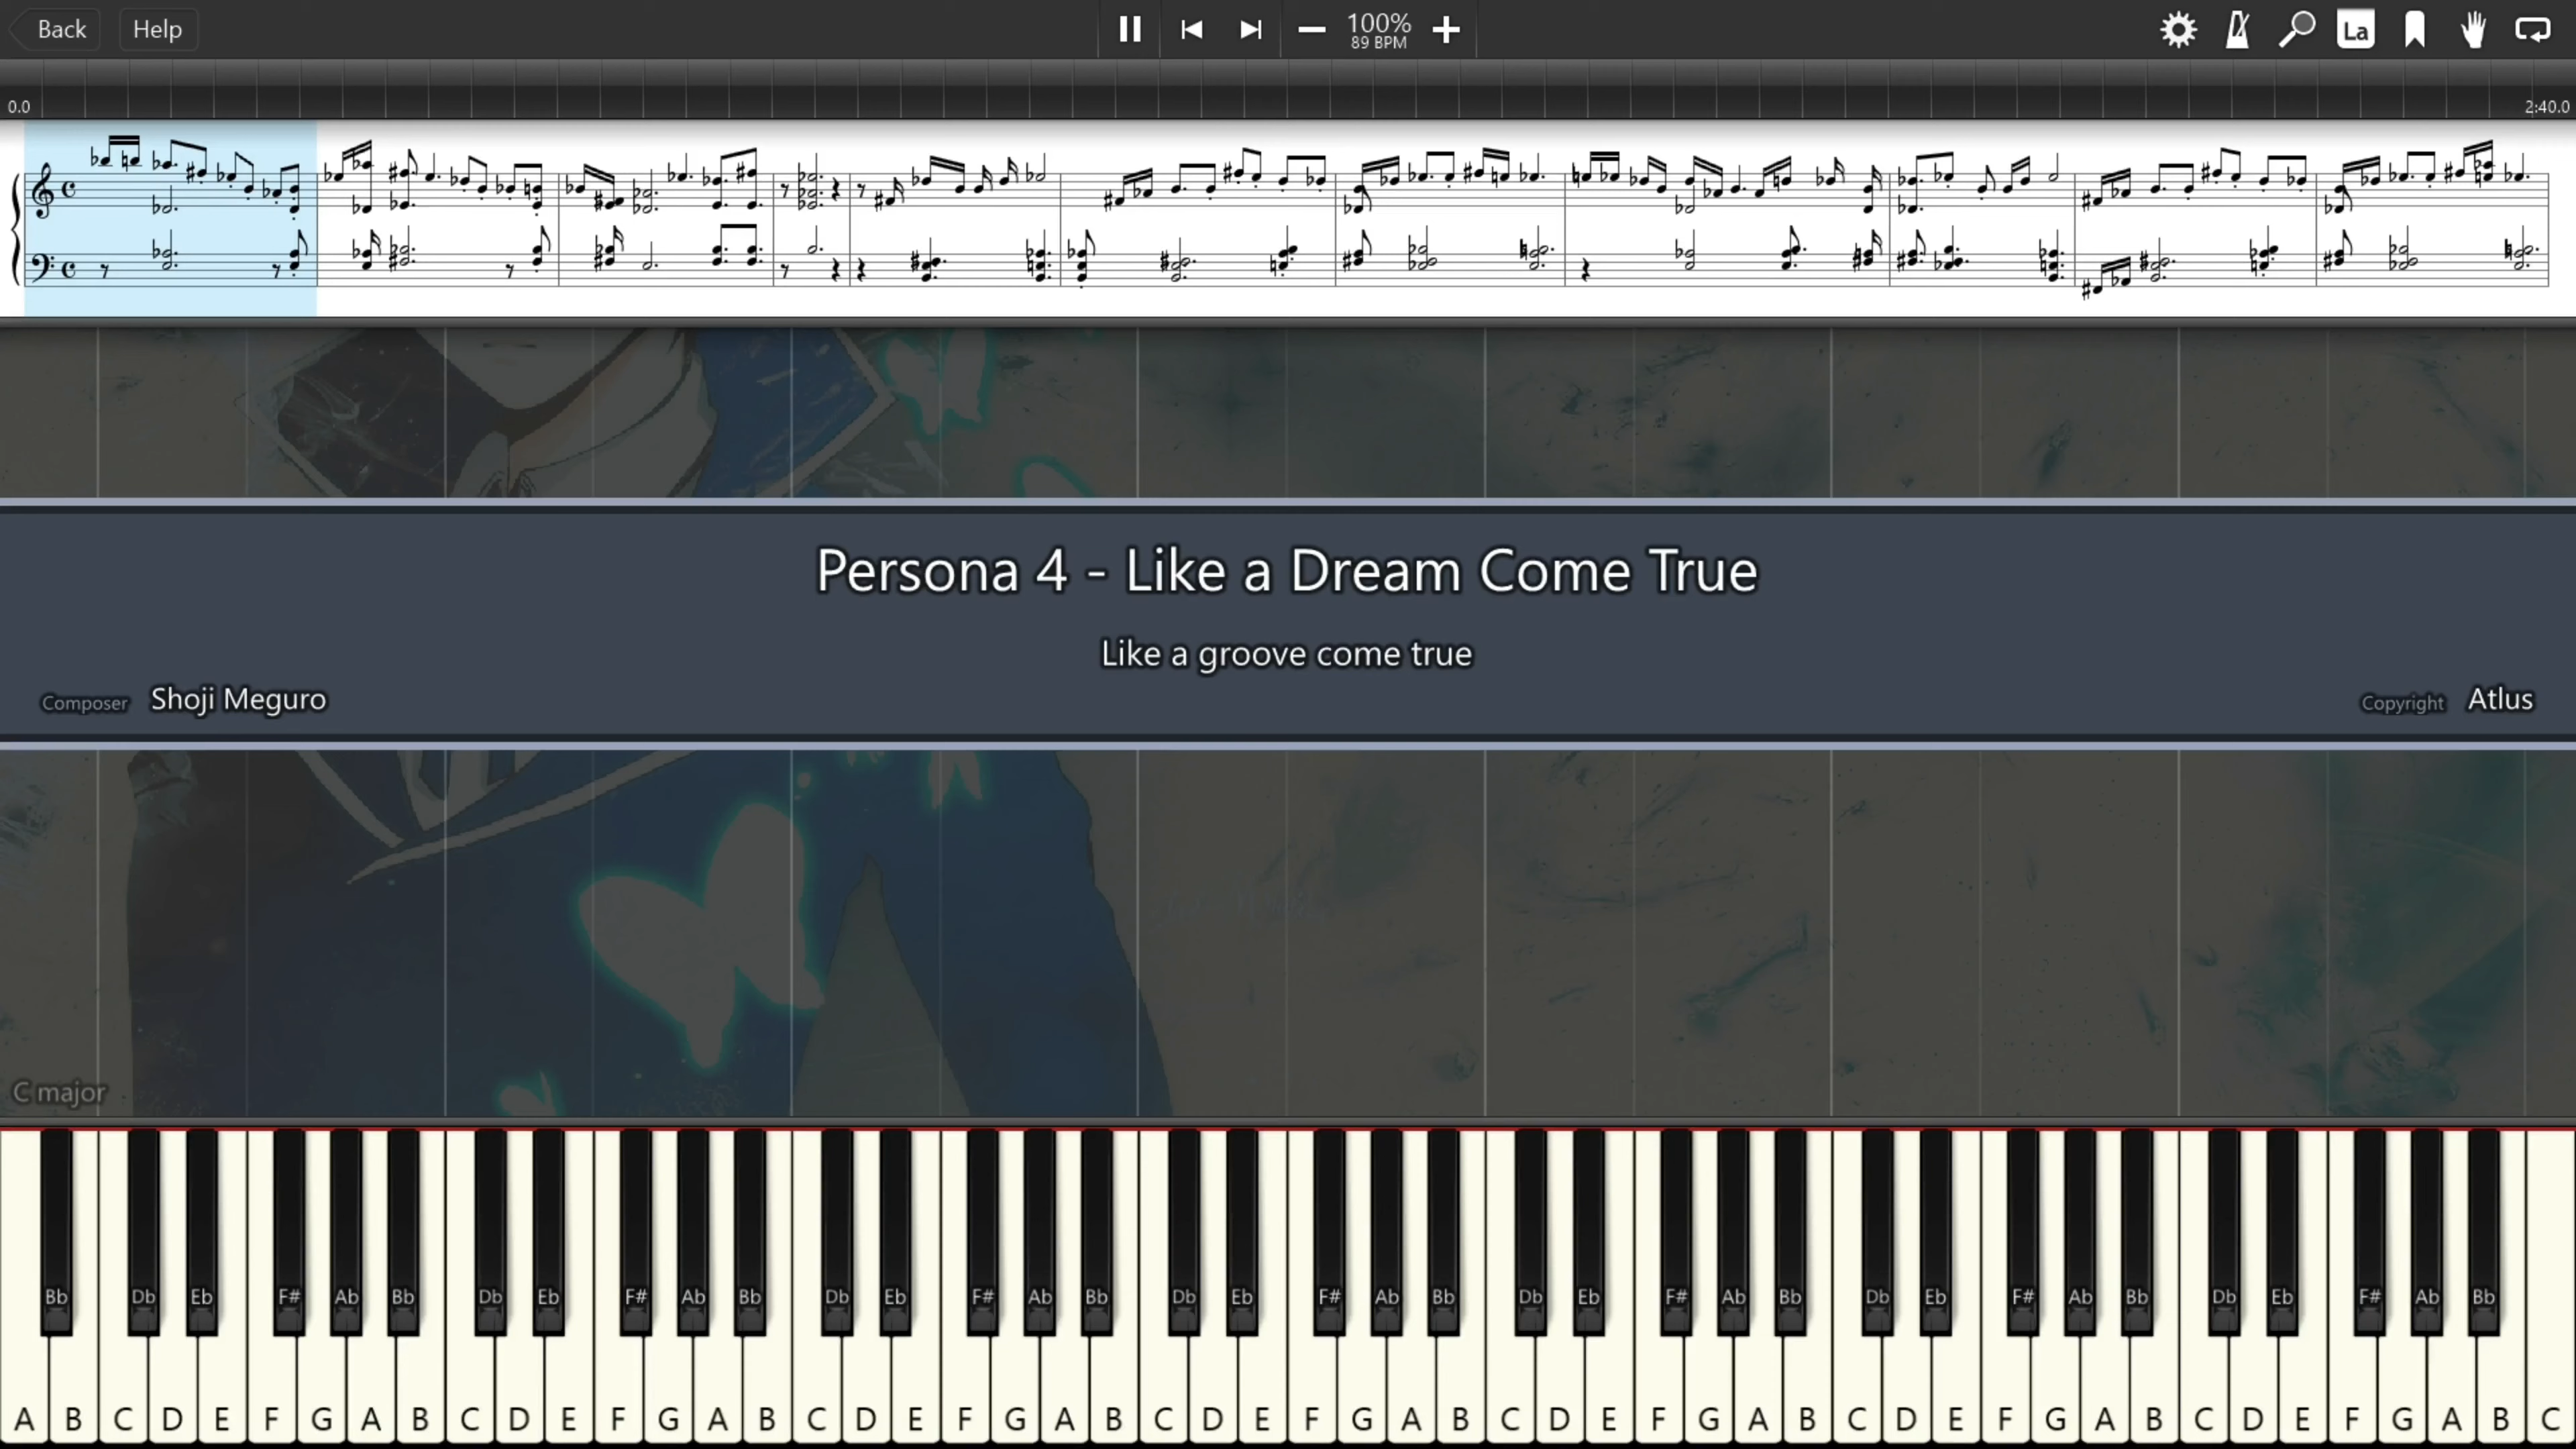 Back
Help
100%
89 BPM
La
0.0
2:40.0
Persona 4 - Like a Dream Come True
Like a groove come true
Composer Shoji Meguro
Copyright Atlus
C major
Bb Db Eb F# Ab Bb Db Eb F# Ab Bb Db Eb F# Ab Bb Db Eb F# Ab Bb Db Eb F# Ab Bb Db Eb F# Ab Bb Db Eb F# Ab Bb
A B C D E F G A B C D E F G A B C D E F G A B C D E F G A B C D E F G A B C D E F G A B C D E F G A B C